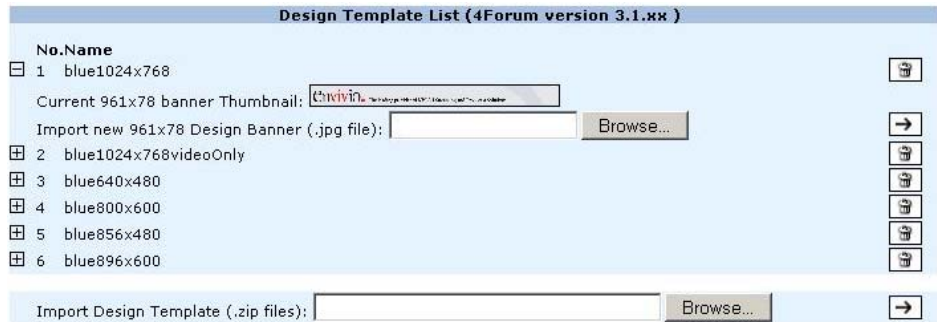 Design Template List (4Forum version 3.1.xx )
No.Name
1 blue1024x768
Current 961x78 banner Thumbnail: envivio.
Import new 961x78 Design Banner (.jpg file): Browse...
2 blue1024x768videoOnly
3 blue640x480
4 blue800x600
5 blue856x480
6 blue896x600
Import Design Template (.zip files): Browse...